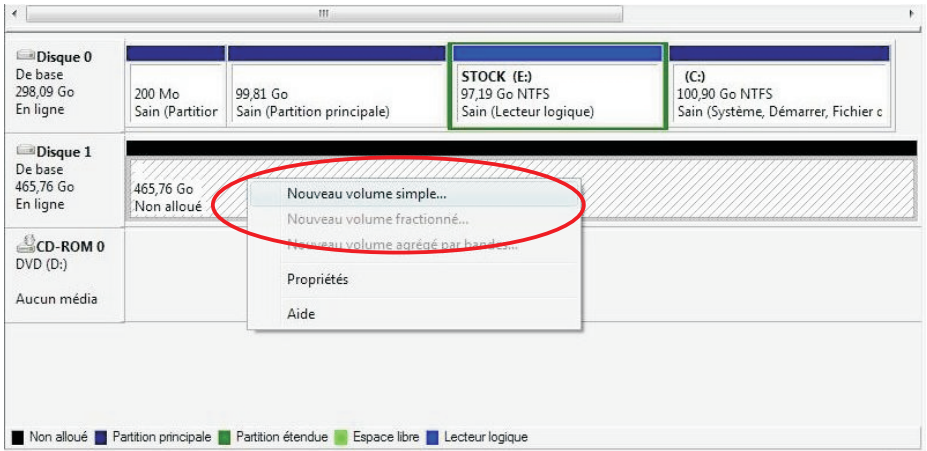 Disque 0
De base
298,09 Go
En ligne
200 Mo
Sain (Partition
99,81 Go
Sain (Partition principale)
STOCK (E:)
97,19 Go NTFS
Sain (Lecteur logique)
(C:)
100,90 Go NTFS
Sain (Système, Démarrer, Fichier c
Disque 1
De base
465,76 Go
En ligne
465,76 Go
Non alloué
Nouveau volume simple...
Nouveau volume fractionné...
Nouveau volume agrégé par bandes...
Propriétés
Aide
CD-ROM 0
DVD (D:)
Aucun média
Non alloué Partition principale Partition étendue Espace libre Lecteur logique